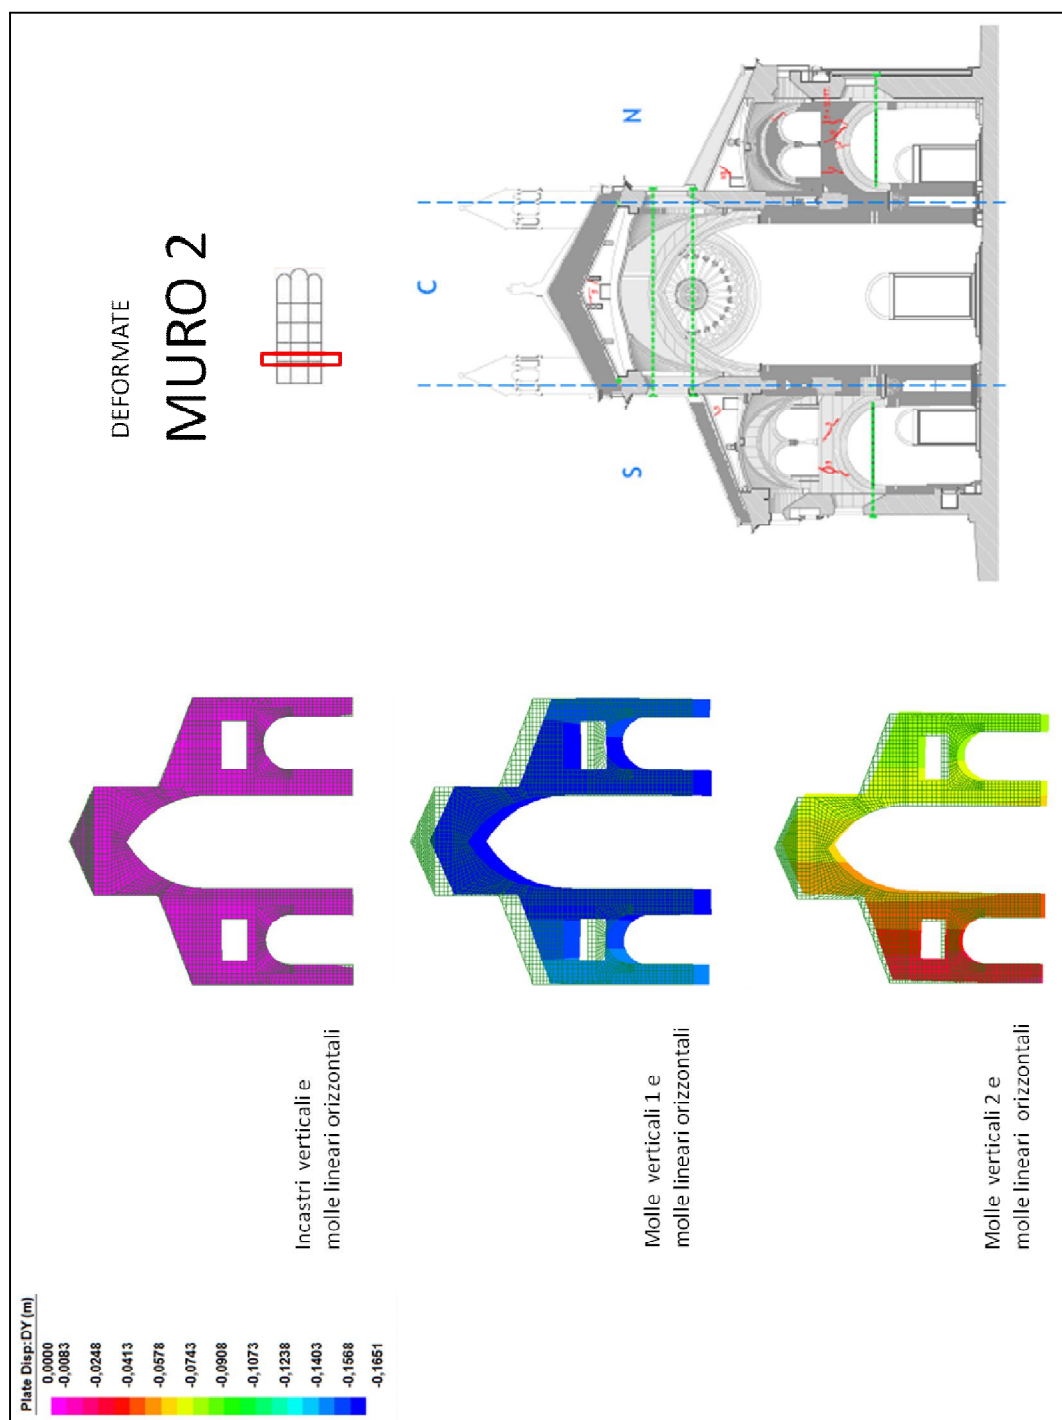 DEFORMATE
MURO 2
C
S
N
Plate Disp:DY (m)
0,0000
-0,0083
-0,0248
-0,0413
-0,0578
-0,0743
-0,0908
-0,1073
-0,1238
-0,1403
-0,1568
-0,1651
Incastri verticali e
molle lineari orizzontali
Molle verticali 1 e
molle lineari orizzontali
Molle verticali 2 e
molle lineari orizzontali